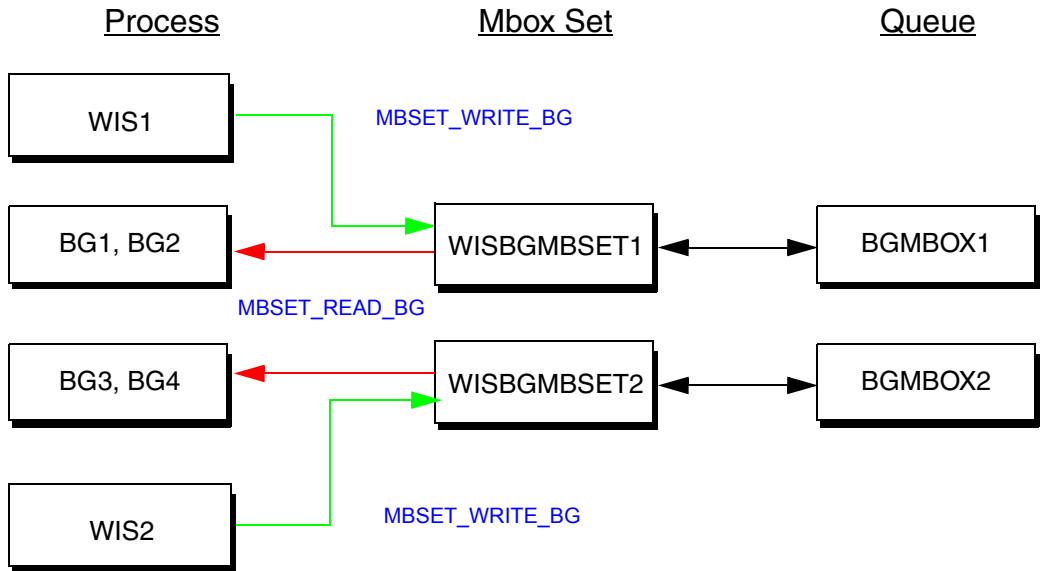 Process Mbox Set Queue
WIS1
MBSET_WRITE_BG
BG1, BG2 WISBGMBSET1 BGMBOX1
MBSET_READ_BG
BG3, BG4 WISBGMBSET2 BGMBOX2
MBSET_WRITE_BG
WIS2